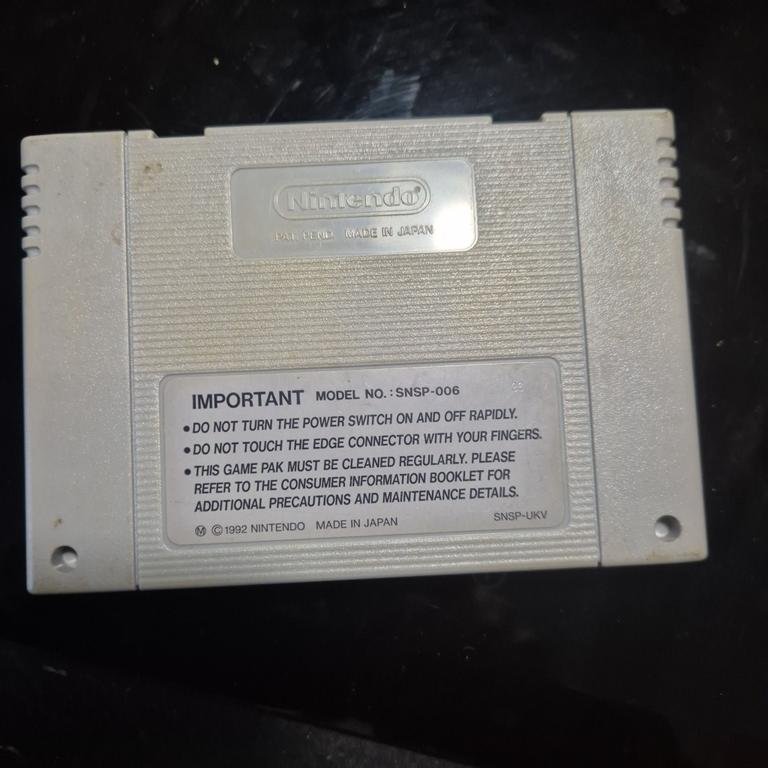 Nintendo®
PAT. PEND. MADE IN JAPAN
IMPORTANT MODEL NO.: SNSP-006
• DO NOT TURN THE POWER SWITCH ON AND OFF RAPIDLY.
• DO NOT TOUCH THE EDGE CONNECTOR WITH YOUR FINGERS.
• THIS GAME PAK MUST BE CLEANED REGULARLY. PLEASE
REFER TO THE CONSUMER INFORMATION BOOKLET FOR
ADDITIONAL PRECAUTIONS AND MAINTENANCE DETAILS.
Ⓜ © 1992 NINTENDO MADE IN JAPAN SNSP-UKV